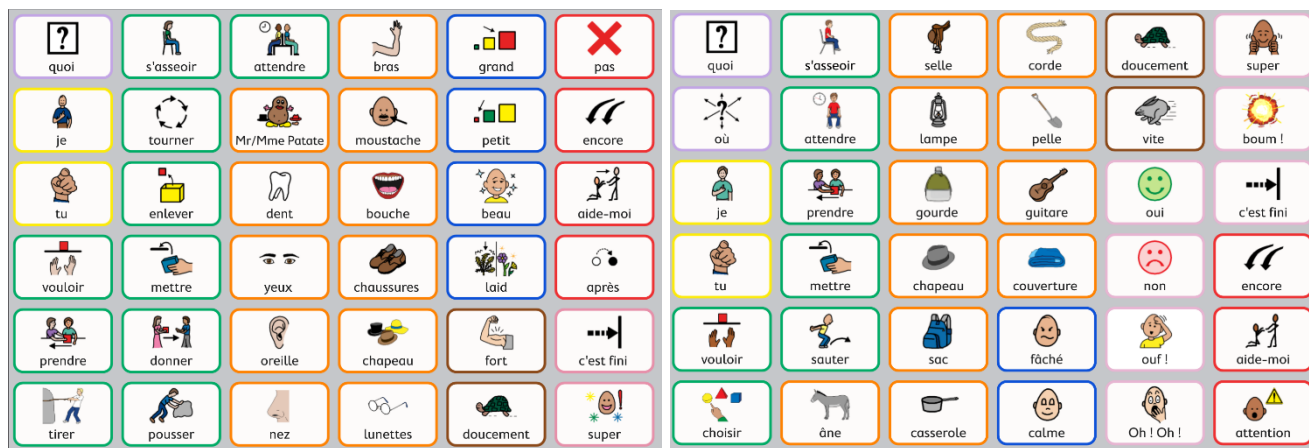 quoi s'asseoir attendre bras grand pas
je tourner Mr/Mme Patate moustache petit encore
tu enlever dent bouche beau aide-moi
vouloir mettre yeux chaussures laid après
prendre donner oreille chapeau fort c'est fini
tirer pousser nez lunettes doucement super
quoi s'asseoir selle corde doucement super
où attendre lampe pelle vite boum !
je prendre gourde guitare oui c'est fini
tu mettre chapeau couverture non encore
vouloir sauter sac fâché ouf ! aide-moi
choisir âne casserole calme Oh ! Oh ! attention